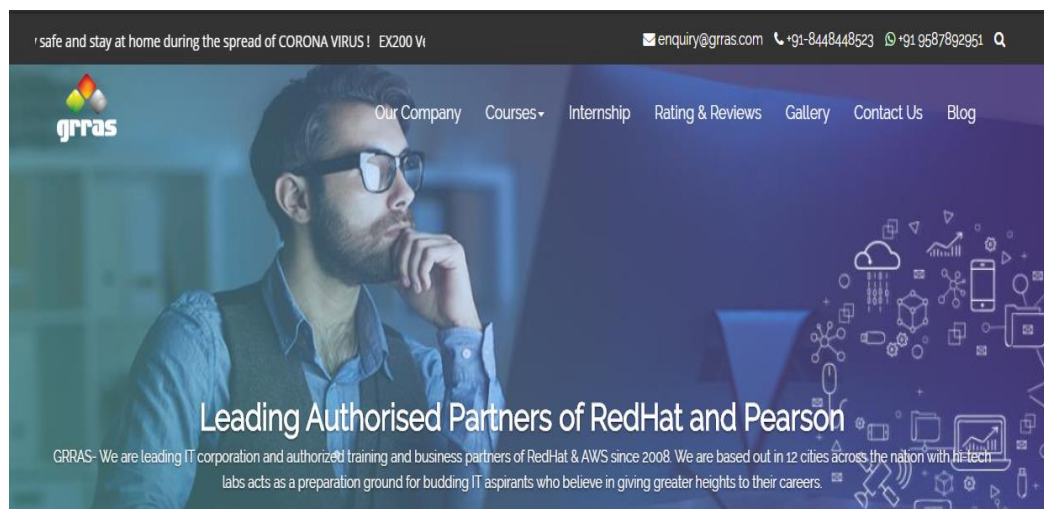 safe and stay at home during the spread of CORONA VIRUS ! EX200
enquiry@grras.com +91-8448448523 +91 9587892951
grras
Our Company Courses Internship Rating & Reviews Gallery Contact Us Blog
Leading Authorised Partners of RedHat and Pearson
GRRAS- We are leading IT corporation and authorized training and business partners of RedHat & AWS since 2008. We are based out in 12 cities across the nation with hi-tech
labs acts as a preparation ground for budding IT aspirants who believe in giving greater heights to their careers.